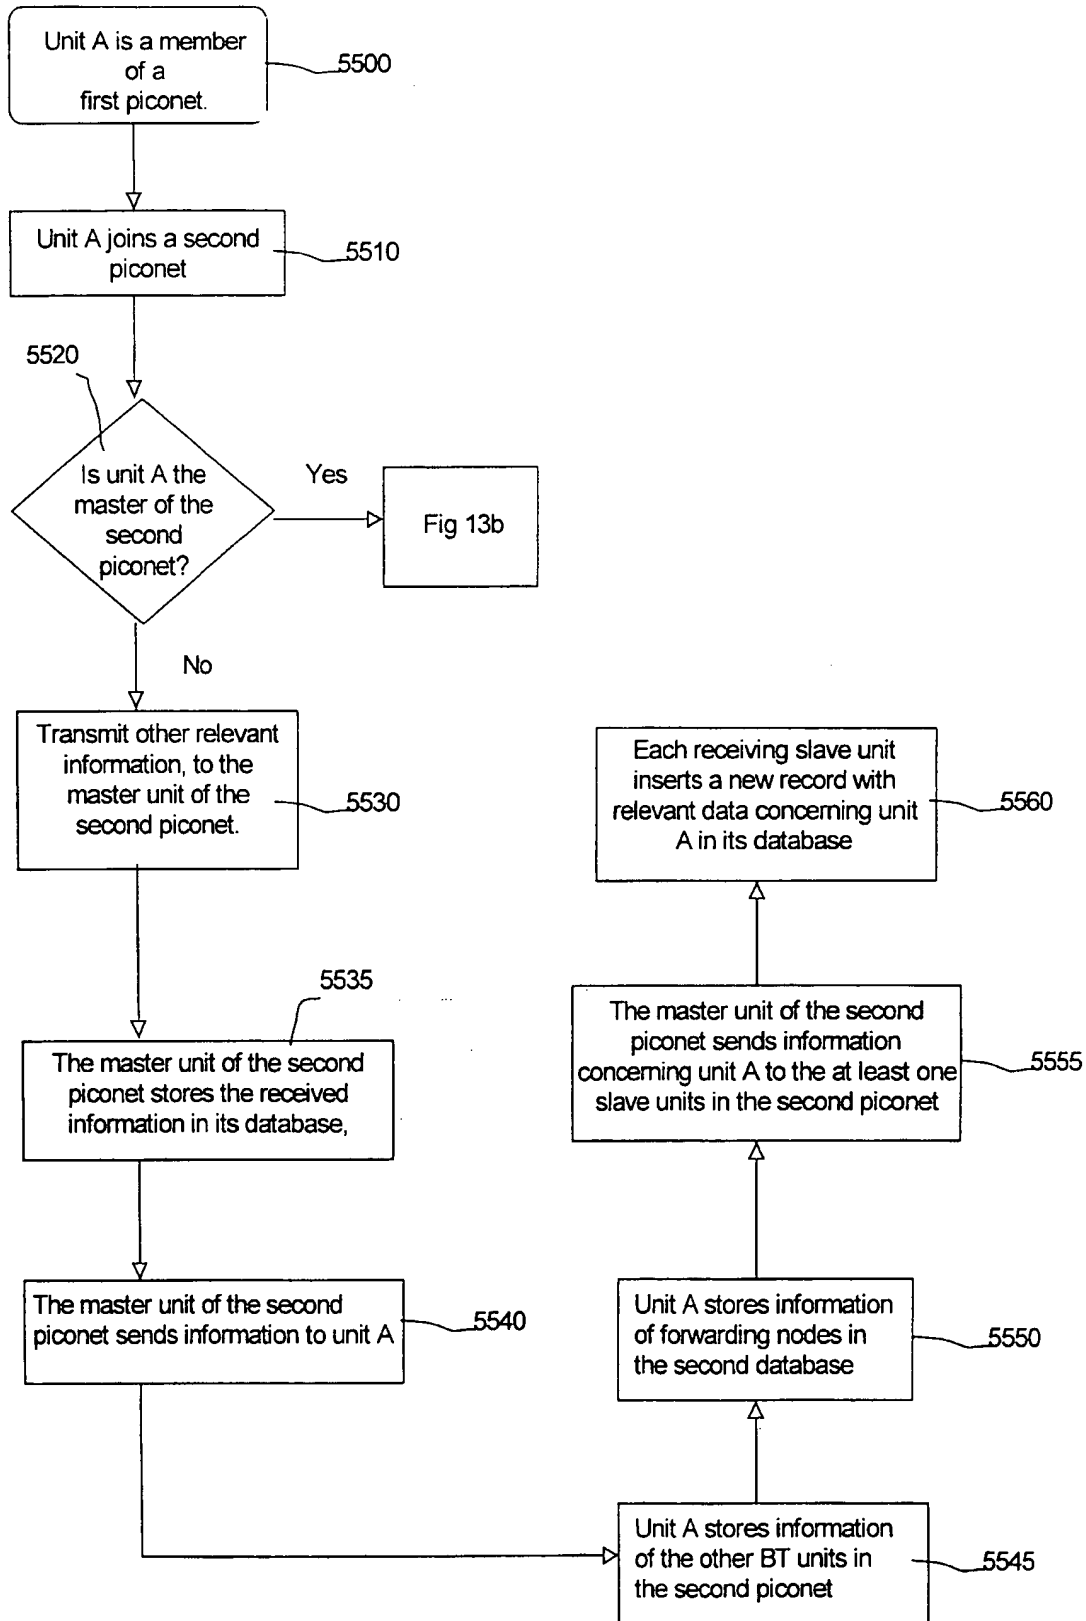 Unit A is a member
of a
first piconet.
5500
Unit A joins a second
piconet
5510
5520
Is unit A the
master of the
second
piconet?
Yes
Fig 13b
No
Transmit other relevant
information, to the
master unit of the
second piconet.
5530
5535
The master unit of the second
piconet stores the received
information in its database,
The master unit of the second
piconet sends information to unit A
5540
Unit A stores information
of the other BT units in
the second piconet
5545
Unit A stores information
of forwarding nodes in
the second database
5550
The master unit of the second
piconet sends information
concerning unit A to the at least one
slave units in the second piconet
5555
Each receiving slave unit
inserts a new record with
relevant data concerning unit
A in its database
5560